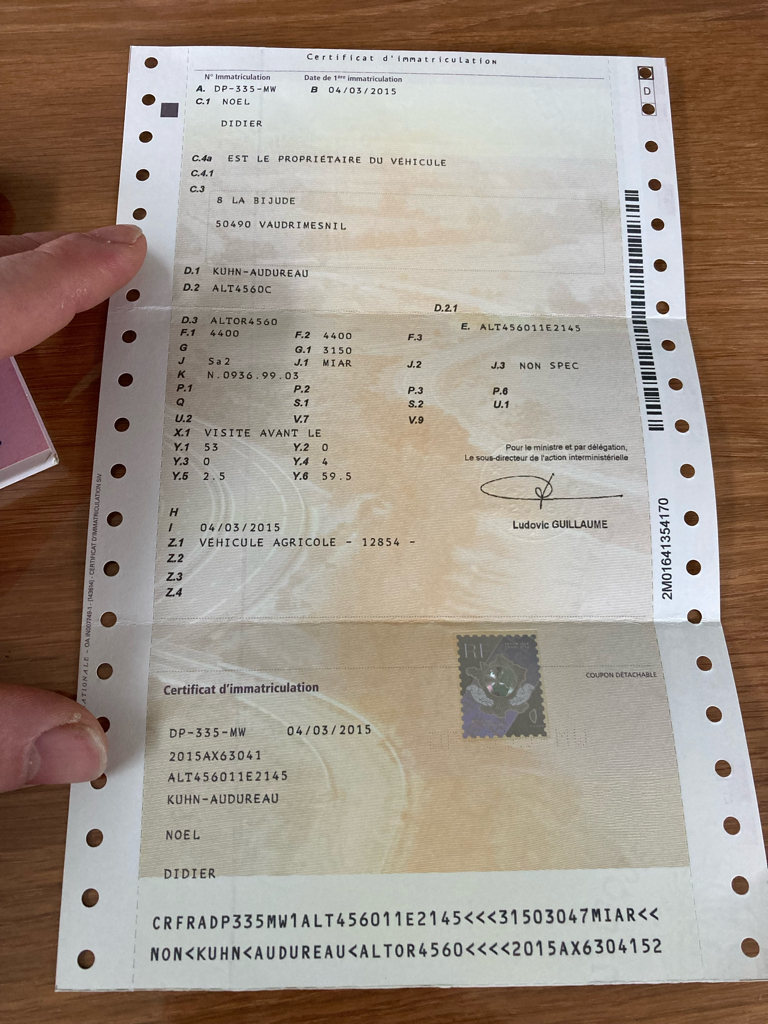 Certificat d'immatriculation
N° Immatriculation Date de 1ère immatriculation
A. DP-335-MW B 04/03/2015
D
C.1 NOEL
DIDIER
C.4a EST LE PROPRIÉTAIRE DU VÉHICULE
C.4.1
C.3
8 LA BIJUDE
50490 VAUDRIMESNIL
D.1 KUHN-AUDUREAU
D.2 ALT4560C
D.2.1
D.3 ALTOR4560 E. ALT456011E2145
F.1 4400 F.2 4400 F.3
G G.1 3150
J Sa2 J.1 MIAR J.2 J.3 NON SPEC
K N.0936.99.03
P.1 P.2 P.3 P.6
Q S.1 S.2 U.1
U.2 V.7 V.9
X.1 VISITE AVANT LE
Y.1 53 Y.2 0
Y.3 0 Y.4 4
Y.5 2.5 Y.6 59.5
Pour le ministre et par délégation,
Le sous-directeur de l'action interministérielle
Ludovic GUILLAUME
H
I 04/03/2015
Z.1 VÉHICULE AGRICOLE - 12854 -
Z.2
Z.3
Z.4
2M01641354170
CERTIFICAT D'IMMATRICULATION SIV
RF
COUPON DÉTACHABLE
Certificat d'immatriculation
DP-335-MW 04/03/2015
2015AX63041
ALT456011E2145
KUHN-AUDUREAU
NOEL
DIDIER
CRFRADP335MW1ALT456011E2145<<<31503047MIAR<<
NON<KUHN<AUDUREAU<ALTOR4560<<<<2015AX6304152